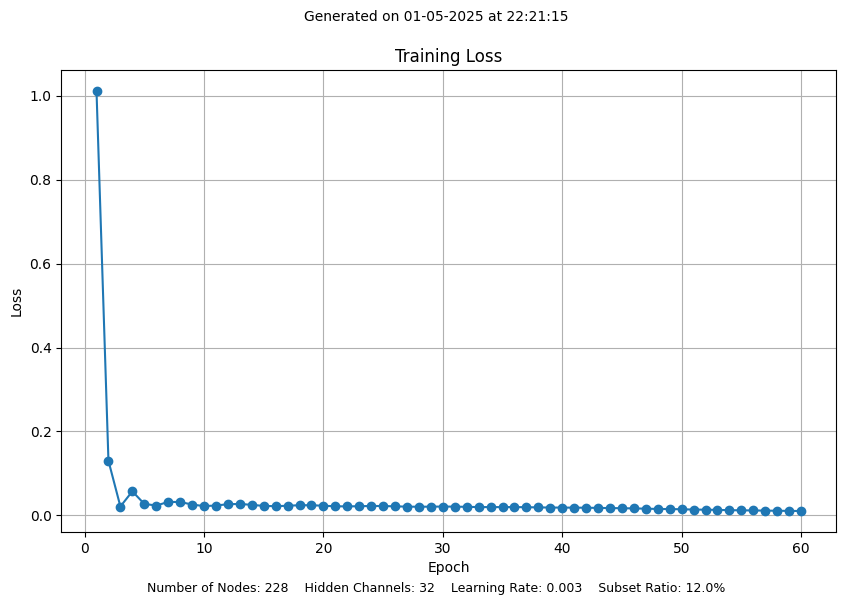 Generated on 01-05-2025 at 22:21:15
Training Loss
1.0
0.8
0.6
0.4
0.2
0.0
Loss
0 10 20 30 40 50 60
Epoch
Number of Nodes: 228 Hidden Channels: 32 Learning Rate: 0.003 Subset Ratio: 12.0%